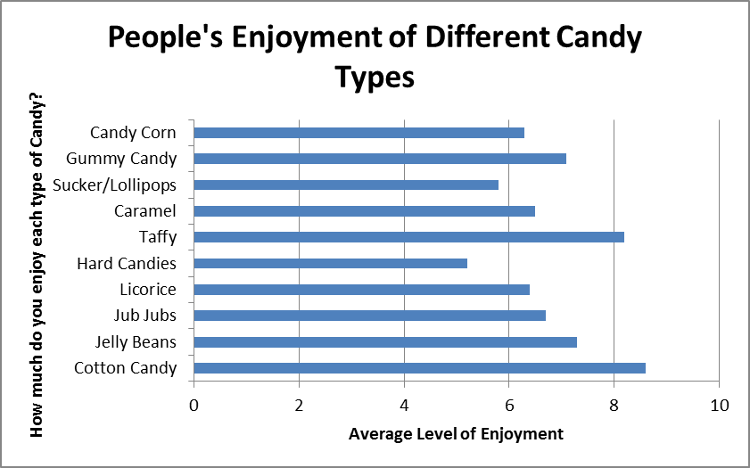 People's Enjoyment of Different Candy
Types
How much do you enjoy each type of Candy?
Candy Corn
Gummy Candy
Sucker/Lollipops
Caramel
Taffy
Hard Candies
Licorice
Jub Jubs
Jelly Beans
Cotton Candy
0 2 4 6 8 10
Average Level of Enjoyment